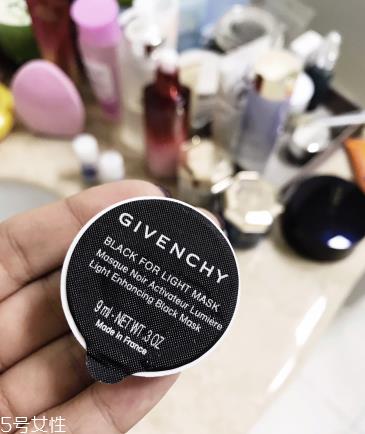 GIVENCHY
BLACK FOR LIGHT MASK
Masque Noir Activateur Lumière
Light Enhancing Black Mask
9 ml·NET WT. 3 OZ
Made in France
5号女性